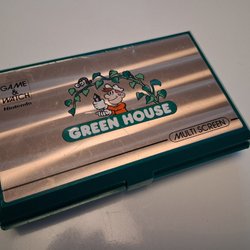 GAME &
WATCH
Nintendo
GREEN HOUSE
MULTI SCREEN